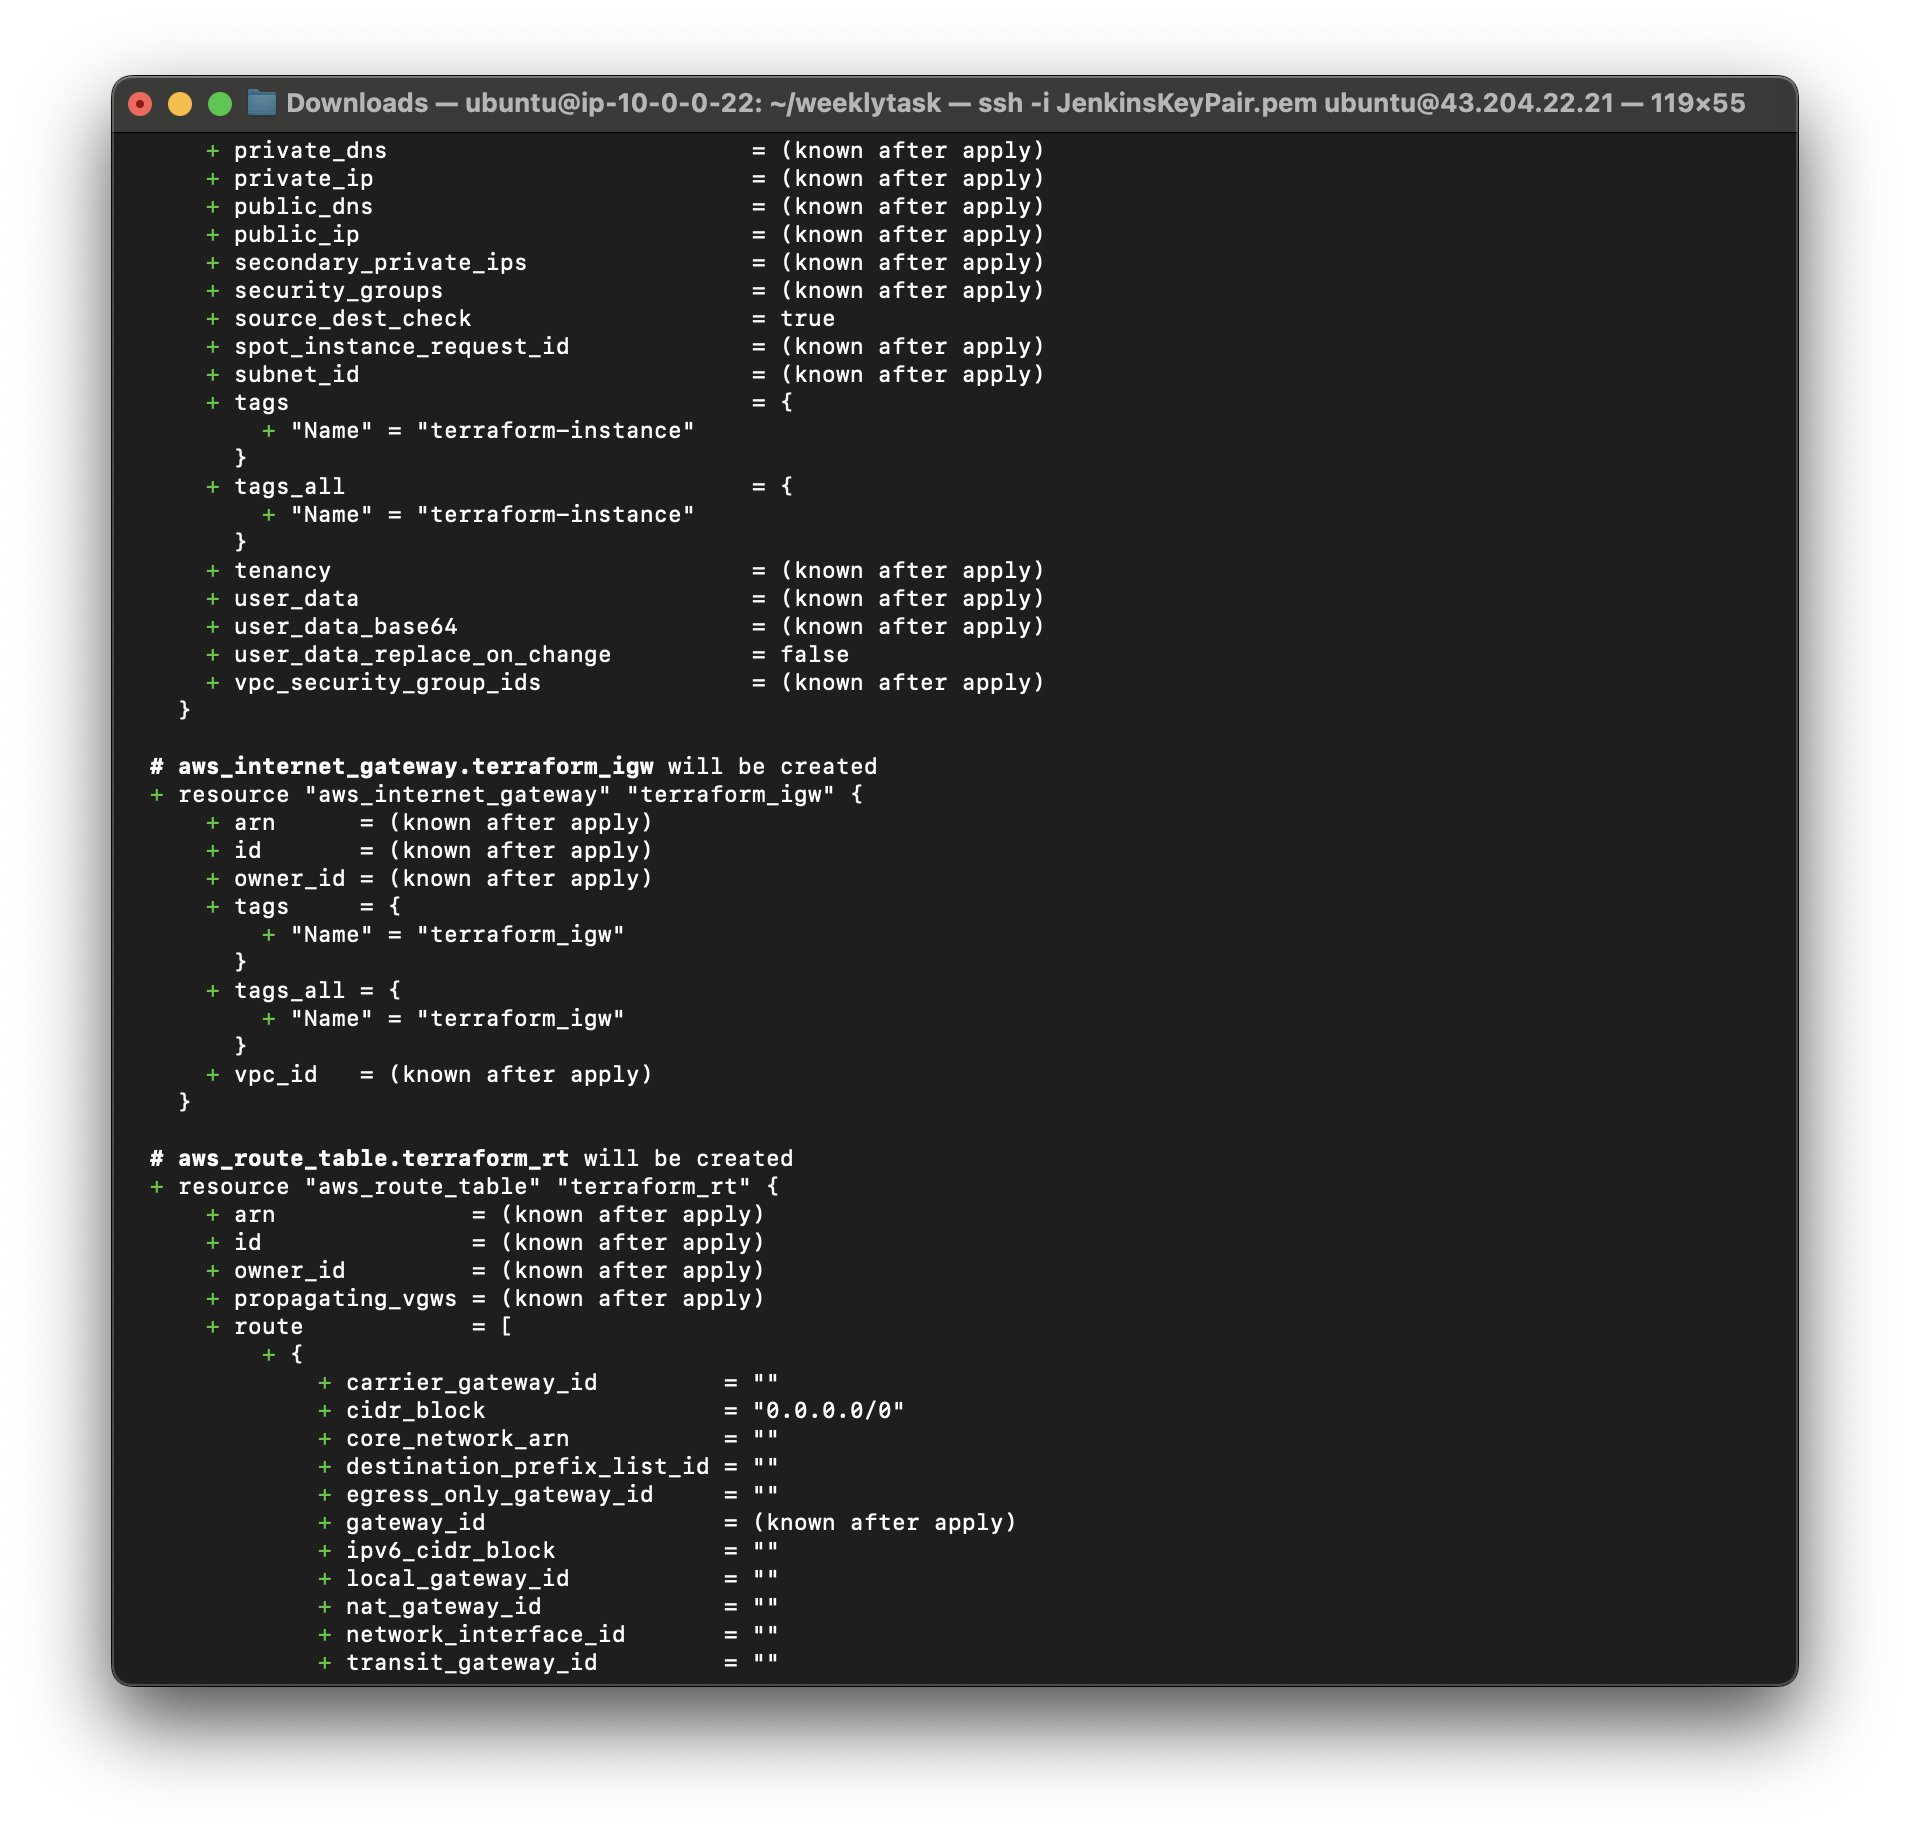 Downloads — ubuntu@ip-10-0-0-22: ~/weeklytask — ssh -i JenkinsKeyPair.pem ubuntu@43.204.22.21 — 119×55
      + private_dns                          = (known after apply)
      + private_ip                           = (known after apply)
      + public_dns                           = (known after apply)
      + public_ip                            = (known after apply)
      + secondary_private_ips                = (known after apply)
      + security_groups                      = (known after apply)
      + source_dest_check                    = true
      + spot_instance_request_id             = (known after apply)
      + subnet_id                            = (known after apply)
      + tags                                 = {
          + "Name" = "terraform-instance"
        }
      + tags_all                             = {
          + "Name" = "terraform-instance"
        }
      + tenancy                              = (known after apply)
      + user_data                            = (known after apply)
      + user_data_base64                     = (known after apply)
      + user_data_replace_on_change          = false
      + vpc_security_group_ids               = (known after apply)
    }

  # aws_internet_gateway.terraform_igw will be created
  + resource "aws_internet_gateway" "terraform_igw" {
      + arn      = (known after apply)
      + id       = (known after apply)
      + owner_id = (known after apply)
      + tags     = {
          + "Name" = "terraform_igw"
        }
      + tags_all = {
          + "Name" = "terraform_igw"
        }
      + vpc_id   = (known after apply)
    }

  # aws_route_table.terraform_rt will be created
  + resource "aws_route_table" "terraform_rt" {
      + arn              = (known after apply)
      + id               = (known after apply)
      + owner_id         = (known after apply)
      + propagating_vgws = (known after apply)
      + route            = [
          + {
              + carrier_gateway_id         = ""
              + cidr_block                 = "0.0.0.0/0"
              + core_network_arn           = ""
              + destination_prefix_list_id = ""
              + egress_only_gateway_id     = ""
              + gateway_id                 = (known after apply)
              + ipv6_cidr_block            = ""
              + local_gateway_id           = ""
              + nat_gateway_id             = ""
              + network_interface_id       = ""
              + transit_gateway_id         = ""